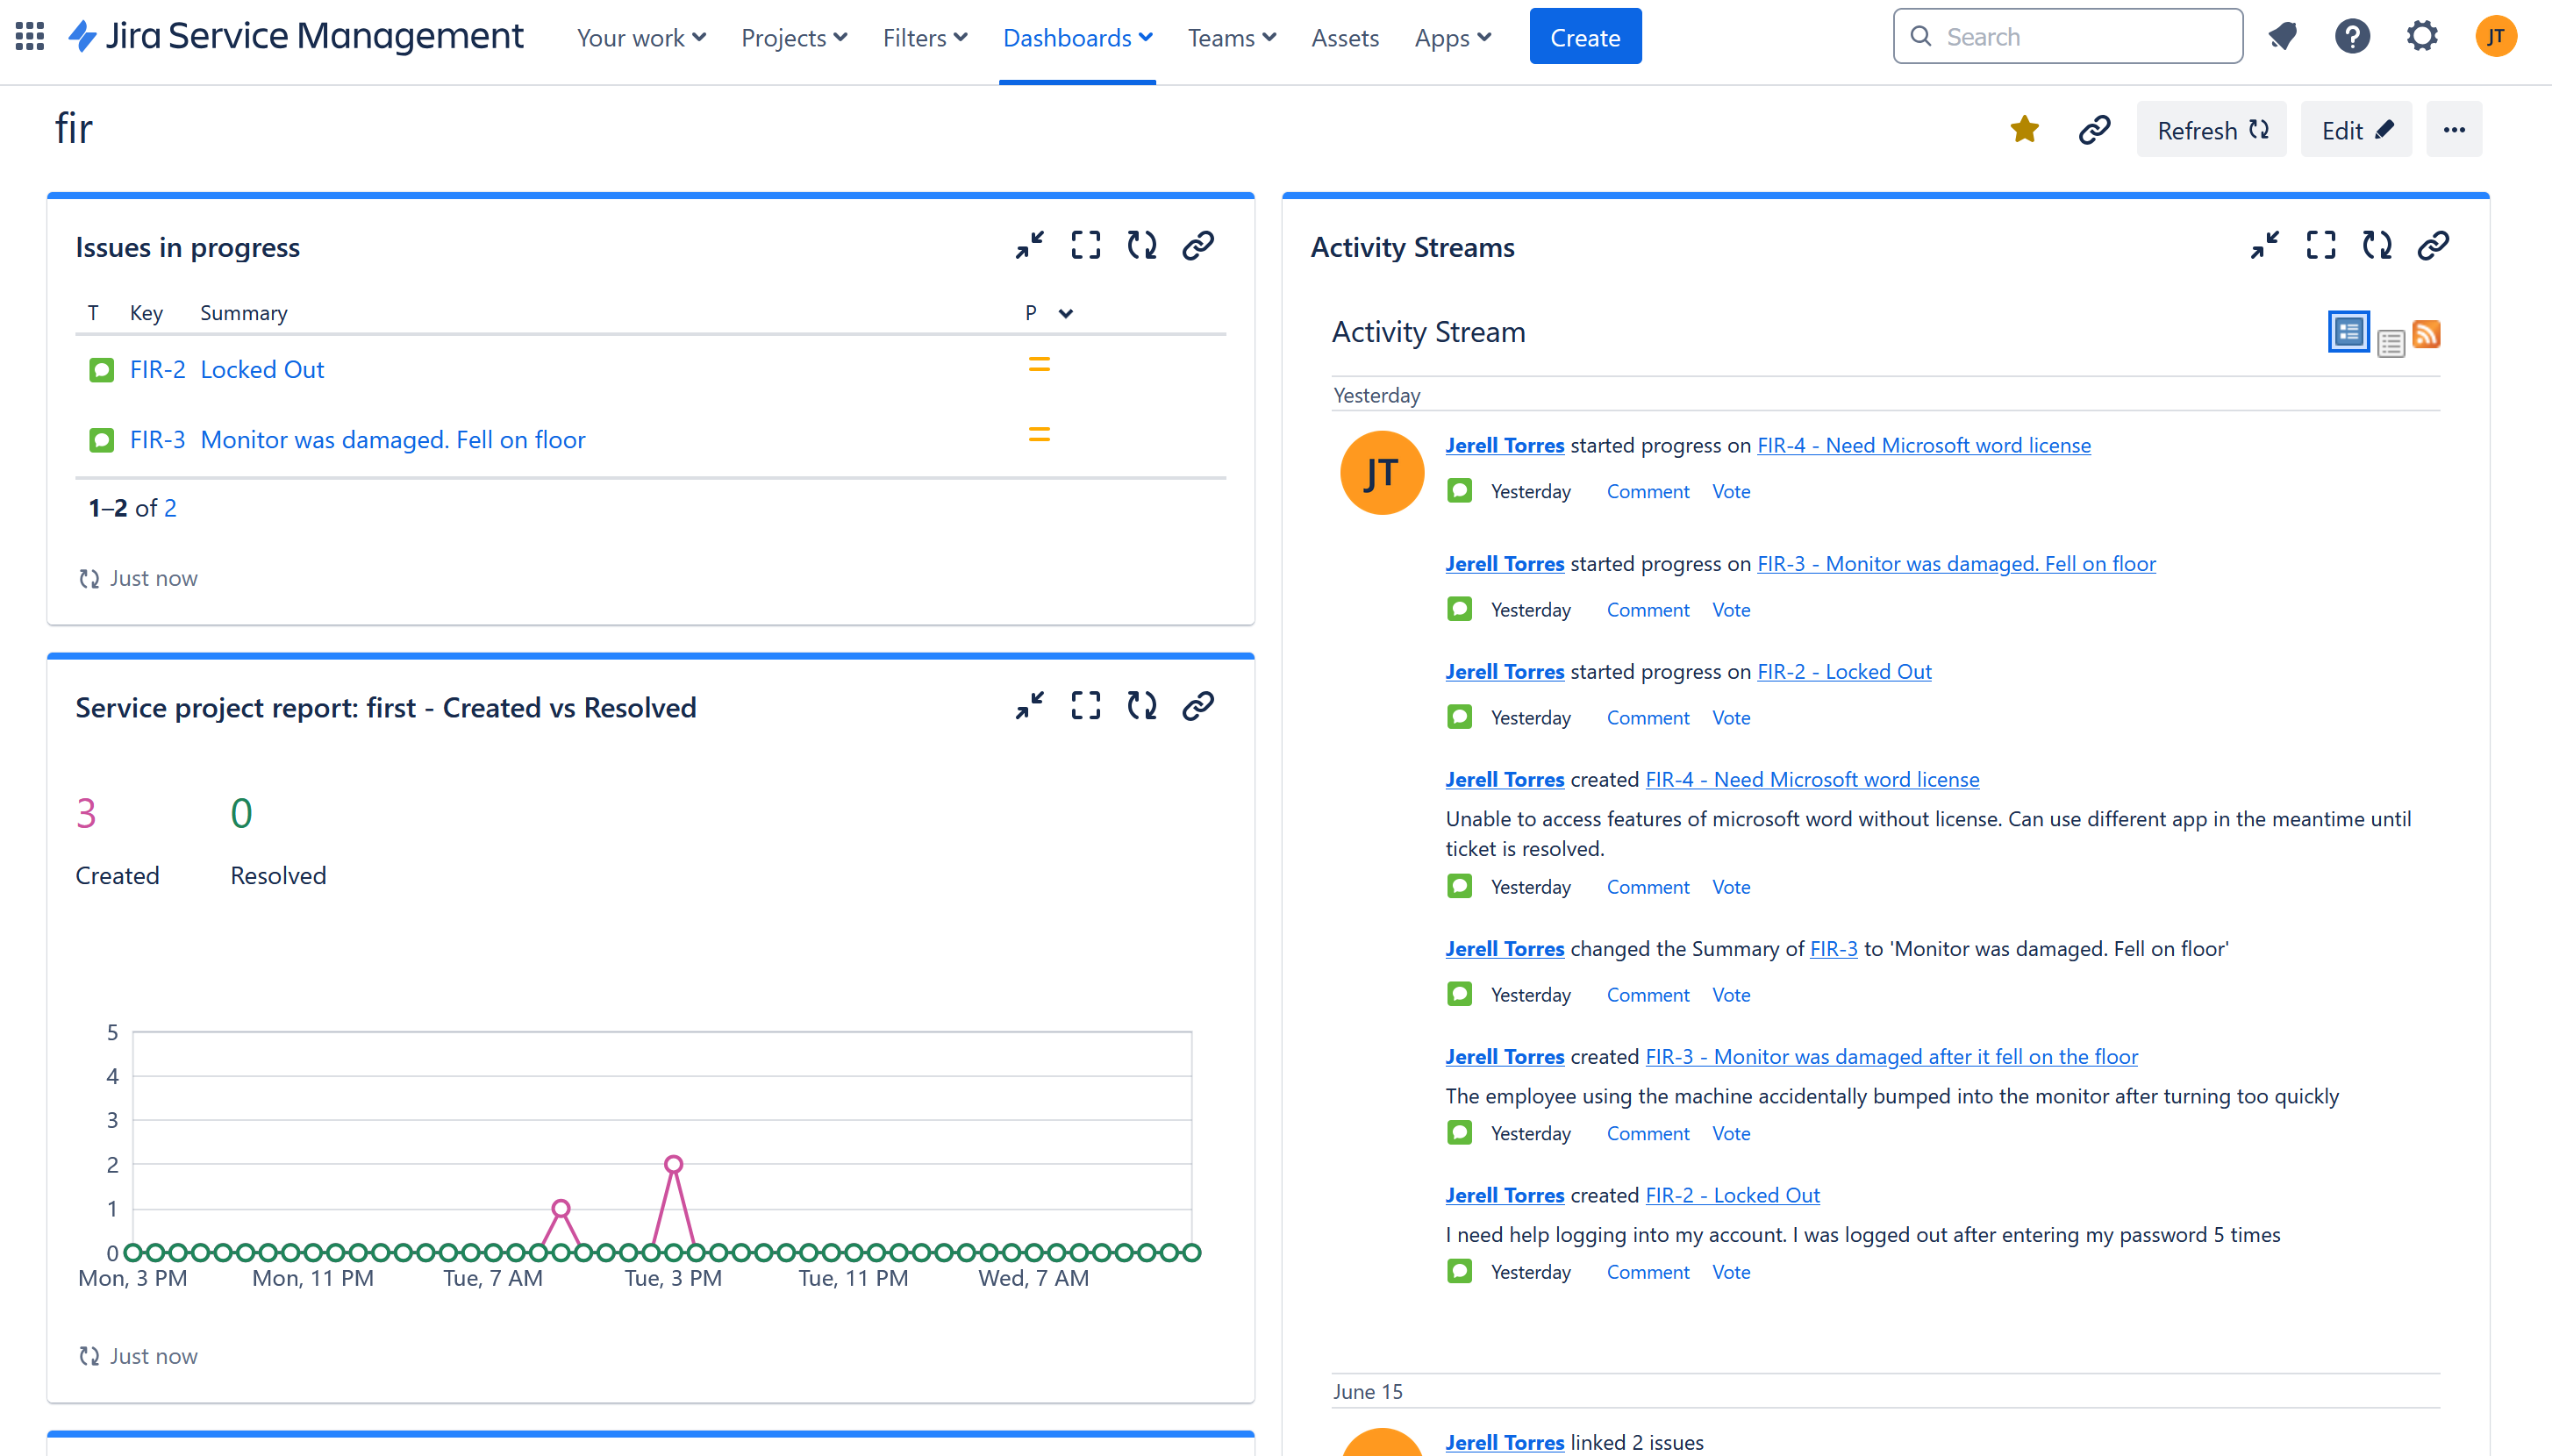 Jira Service Management
Your work
Projects
Filters
Dashboards
Teams
Assets
Apps
Create
Search
JT
fir
Refresh
Edit
Issues in progress
T Key Summary P
FIR-2 Locked Out
FIR-3 Monitor was damaged. Fell on floor
1–2 of 2
Just now
Service project report: first - Created vs Resolved
3 0
Created Resolved
5
4
3
2
1
0
Mon, 3 PM Mon, 11 PM Tue, 7 AM Tue, 3 PM Tue, 11 PM Wed, 7 AM
Just now
Activity Streams
Activity Stream
Yesterday
JT
Jerell Torres started progress on FIR-4 - Need Microsoft word license
Yesterday Comment Vote
Jerell Torres started progress on FIR-3 - Monitor was damaged. Fell on floor
Yesterday Comment Vote
Jerell Torres started progress on FIR-2 - Locked Out
Yesterday Comment Vote
Jerell Torres created FIR-4 - Need Microsoft word license
Unable to access features of microsoft word without license. Can use different app in the meantime until
ticket is resolved.
Yesterday Comment Vote
Jerell Torres changed the Summary of FIR-3 to 'Monitor was damaged. Fell on floor'
Yesterday Comment Vote
Jerell Torres created FIR-3 - Monitor was damaged after it fell on the floor
The employee using the machine accidentally bumped into the monitor after turning too quickly
Yesterday Comment Vote
Jerell Torres created FIR-2 - Locked Out
I need help logging into my account. I was logged out after entering my password 5 times
Yesterday Comment Vote
June 15
Jerell Torres linked 2 issues